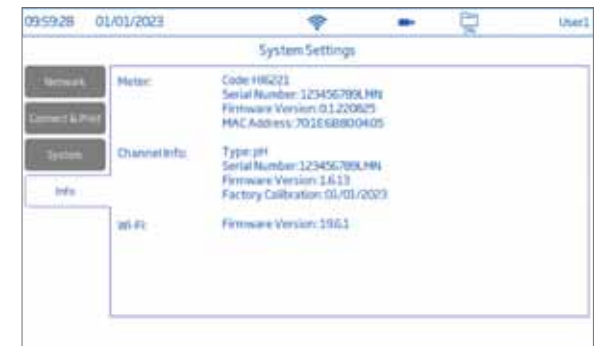 09:59:28 01/01/2023 User1
System Settings
Network
Connect & Print
System
Info
Meter:
Code: HI6221
Serial Number: 123456789LMN
Firmware Version: 0.1.220825
MAC Address: 701E68800405
Channel Info:
Type: pH
Serial Number: 123456789LMN
Firmware Version: 1.6.13
Factory Calibration: 01/01/2023
Wi-Fi:
Firmware Version: 19.6.1